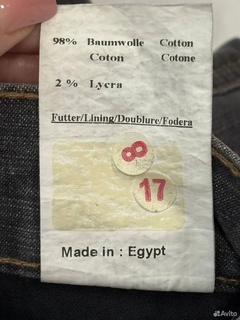 98% Baumwolle Cotton
Coton Cotone
2 % Lycra
Futter/Lining/Doublure/Fodera
8
17
Made in : Egypt
Avito